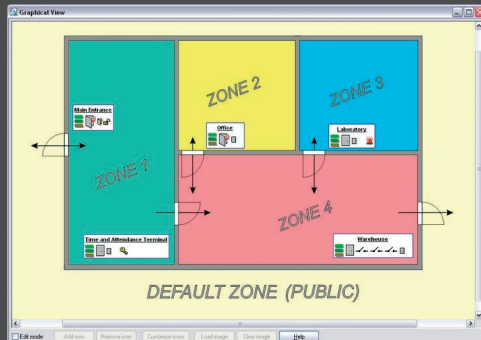 Graphical View
Main Entrance
ZONE 1
ZONE 2
ZONE 3
Office
Laboratory
ZONE 4
Time and Attendance Terminal
Warehouse
DEFAULT ZONE (PUBLIC)
Edit mode: Add icon Remove icon Customize icons Load image Clear image Help